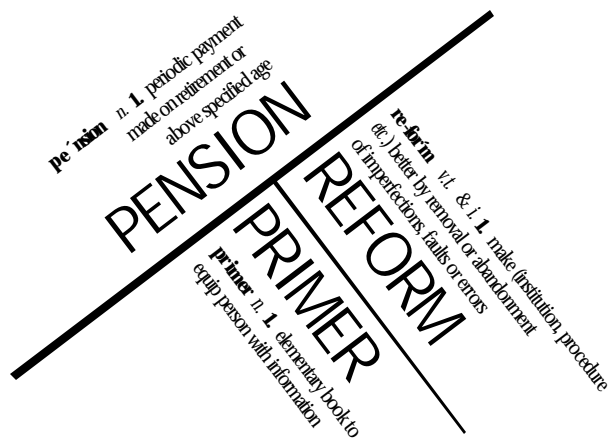 pe´nsion n. 1. periodic payment
made on retirement or
above specified age
PENSION
REFORM
re-fo´rm v.t & i. 1. make (institution, procedure
etc.) better by removal or abandonment
of imperfections, faults or errors
PRIMER
primer n. 1. elementary book to
equip person with information